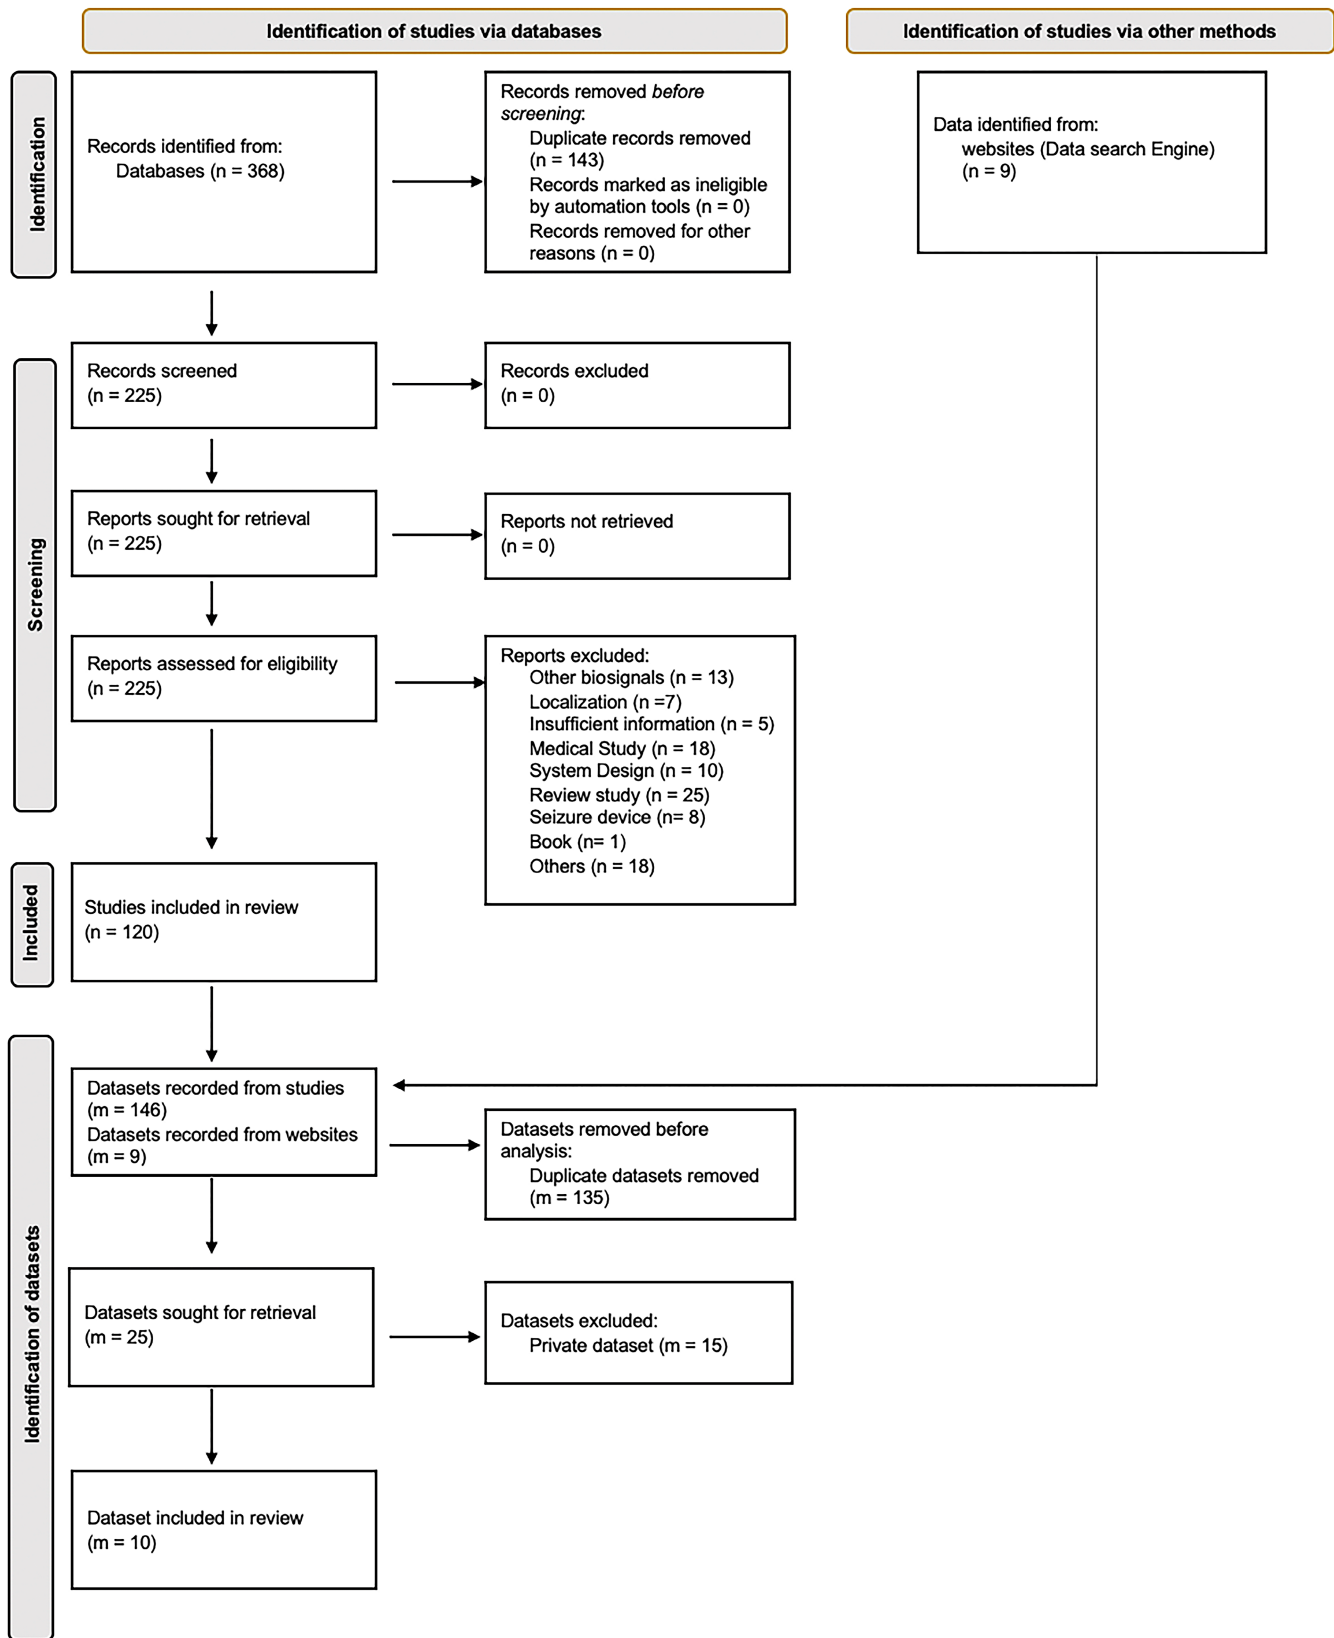 Identification of studies via databases
Identification of studies via other methods
Identification
Records identified from:
Databases (n = 368)
Records removed before
screening:
Duplicate records removed
(n = 143)
Records marked as ineligible
by automation tools (n = 0)
Records removed for other
reasons (n = 0)
Data identified from:
websites (Data search Engine)
(n = 9)
Screening
Records screened
(n = 225)
Records excluded
(n = 0)
Reports sought for retrieval
(n = 225)
Reports not retrieved
(n = 0)
Reports assessed for eligibility
(n = 225)
Reports excluded:
Other biosignals (n = 13)
Localization (n =7)
Insufficient information (n = 5)
Medical Study (n = 18)
System Design (n = 10)
Review study (n = 25)
Seizure device (n= 8)
Book (n= 1)
Others (n = 18)
Included
Studies included in review
(n = 120)
Identification of datasets
Datasets recorded from studies
(m = 146)
Datasets recorded from websites
(m = 9)
Datasets removed before
analysis:
Duplicate datasets removed
(m = 135)
Datasets sought for retrieval
(m = 25)
Datasets excluded:
Private dataset (m = 15)
Dataset included in review
(m = 10)